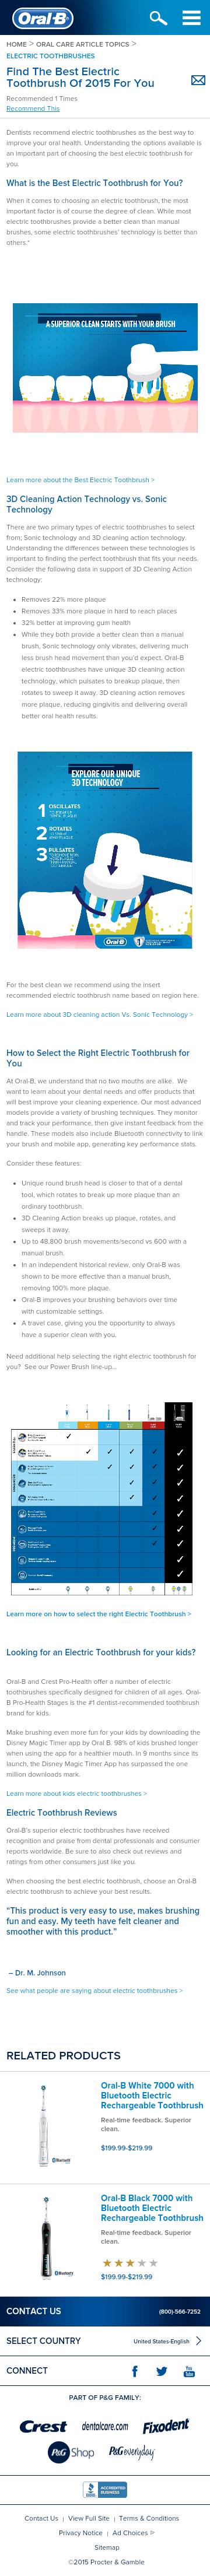 Oral-B
HOME > ORAL CARE ARTICLE TOPICS >
ELECTRIC TOOTHBRUSHES
Find The Best Electric
Toothbrush Of 2015 For You
Recommended 1 Times
Recommend This
Dentists recommend electric toothbrushes as the best way to
improve oral health. Understanding the options available is
an important part of choosing the best electric toothbrush for
you.
What is the Best Electric Toothbrush for You?
When it comes to choosing an electric toothbrush, the most
important factor is of course the degree of clean. While most
electric toothbrushes provide a better clean than manual
brushes, some electric toothbrushes' technology is better than
others.*
A SUPERIOR CLEAN STARTS WITH YOUR BRUSH
Learn more about the Best Electric Toothbrush >
3D Cleaning Action Technology vs. Sonic
Technology
There are two primary types of electric toothbrushes to select
from; Sonic technology and 3D cleaning action technology.
Understanding the differences between these technologies is
important to finding the perfect toothbrush that fits your needs.
Consider the following data in support of 3D Cleaning Action
technology:
• Removes 22% more plaque
• Removes 33% more plaque in hard to reach places
• 32% better at improving gum health
• While they both provide a better clean than a manual
brush, Sonic technology only vibrates, delivering much
less brush head movement than you'd expect. Oral-B
electric toothbrushes have unique 3D cleaning action
technology, which pulsates to breakup plaque, then
rotates to sweep it away. 3D cleaning action removes
more plaque, reducing gingivitis and delivering overall
better oral health results.
EXPLORE OUR UNIQUE
3D TECHNOLOGY
1 OSCILLATES
2 ROTATES
3 PULSATES
Oral-B
For the best clean we recommend using the insert
recommended electric toothbrush name based on region here.
Learn more about 3D cleaning action Vs. Sonic Technology >
How to Select the Right Electric Toothbrush for
You
At Oral-B, we understand that no two mouths are alike. We
want to learn about your dental needs and offer products that
will meet and improve your cleaning experience. Our most advanced
models provide a variety of modes and techniques. They monitor
and track your performance, then give instant feedback from the
handle. These models also include Bluetooth connectivity to link
your brush and mobile app, generating key performance stats.
Consider these features:
• Unique round brush head is closer to that of a dental
tool, which rotates to break up more plaque than an
ordinary toothbrush.
• 3D Cleaning Action breaks up plaque, rotates, and
sweeps it away.
• Up to 48,800 brush movements/second vs 600 with a
manual brush.
• In an independent historical review, only Oral-B was
shown to be more effective than a manual brush,
removing 100% more plaque.
• Oral-B improves your brushing behaviors over time
with customizable settings.
• A travel case, giving you the opportunity to always
have a superior clean with you.
Need additional help selecting the right electric toothbrush for
you? See our Power Brush line-up...
Learn more on how to select the right Electric Toothbrush >
Looking for an Electric Toothbrush for your kids?
Oral-B and Crest Pro-Health offer a number of electric
toothbrushes specifically designed for children of all ages. Oral-
B Pro-Health Stages is the #1 dentist-recommended toothbrush
brand for kids.
Make brushing even more fun for your kids by downloading the
Disney Magic Timer app by Oral B. 98% of kids brushed longer
when using the app for a healthier mouth. In 9 months since its
launch, the Disney Magic Timer App has surpassed the one
million downloads mark.
Learn more about kids electric toothbrushes >
Electric Toothbrush Reviews
Oral-B's superior electric toothbrushes have received
recognition and praise from dental professionals and consumer
reports worldwide. Be sure to also check out reviews and
ratings from other consumers just like you.
When choosing the best electric toothbrush, choose an Oral-B
electric toothbrush to achieve your best results.
"This product is very easy to use, makes brushing
fun and easy. My teeth have felt cleaner and
smoother with this product."
– Dr. M. Johnson
See what people are saying about electric toothbrushes >
RELATED PRODUCTS
Oral-B White 7000 with
Bluetooth Electric
Rechargeable Toothbrush
Real-time feedback. Superior
clean.
$199.99-$219.99
Bluetooth
Oral-B Black 7000 with
Bluetooth Electric
Rechargeable Toothbrush
Real-time feedback. Superior
clean.
$199.99-$219.99
Bluetooth
CONTACT US (800)-566-7252
SELECT COUNTRY United States-English
CONNECT
PART OF P&G FAMILY:
Crest dentalcare.com Fixodent
P&G Shop P&G everyday
BBB ACCREDITED BUSINESS
Contact Us | View Full Site | Terms & Conditions
Privacy Notice | Ad Choices
Sitemap
©2015 Procter & Gamble